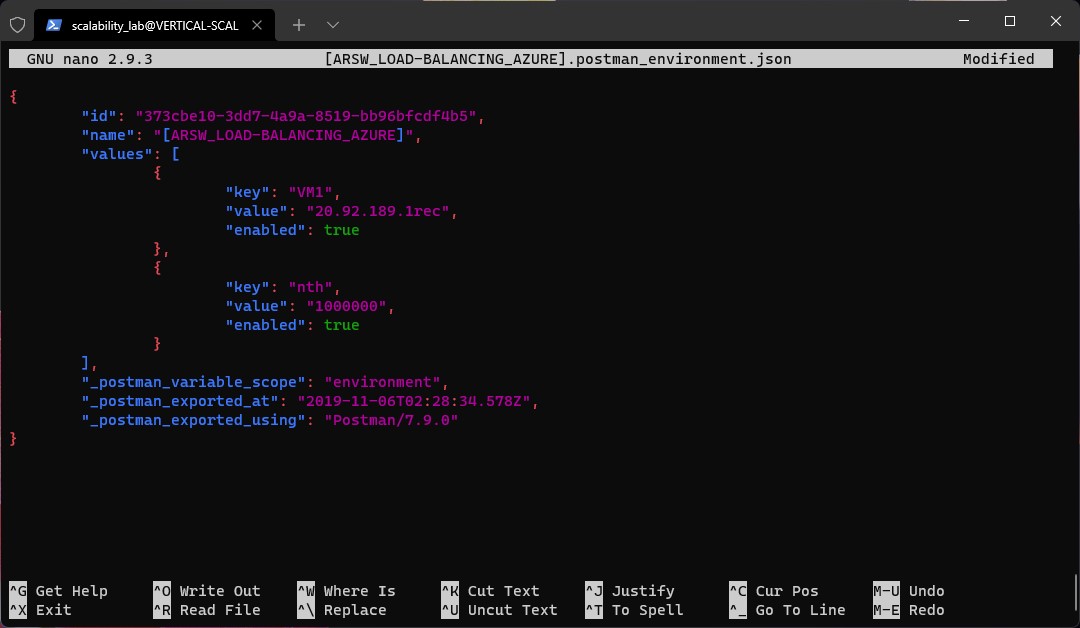 scalability_lab@VERTICAL-SCAL
GNU nano 2.9.3 [ARSW_LOAD-BALANCING_AZURE].postman_environment.json Modified
{
"id": "373cbe10-3dd7-4a9a-8519-bb96bfcdf4b5",
"name": "[ARSW_LOAD-BALANCING_AZURE]",
"values": [
{
"key": "VM1",
"value": "20.92.189.1rec",
"enabled": true
},
{
"key": "nth",
"value": "1000000",
"enabled": true
}
],
"_postman_variable_scope": "environment",
"_postman_exported_at": "2019-11-06T02:28:34.578Z",
"_postman_exported_using": "Postman/7.9.0"
}
^G Get Help ^O Write Out ^W Where Is ^K Cut Text ^J Justify ^C Cur Pos M-U Undo
^X Exit ^R Read File ^\ Replace ^U Uncut Text ^T To Spell ^_ Go To Line M-E Redo